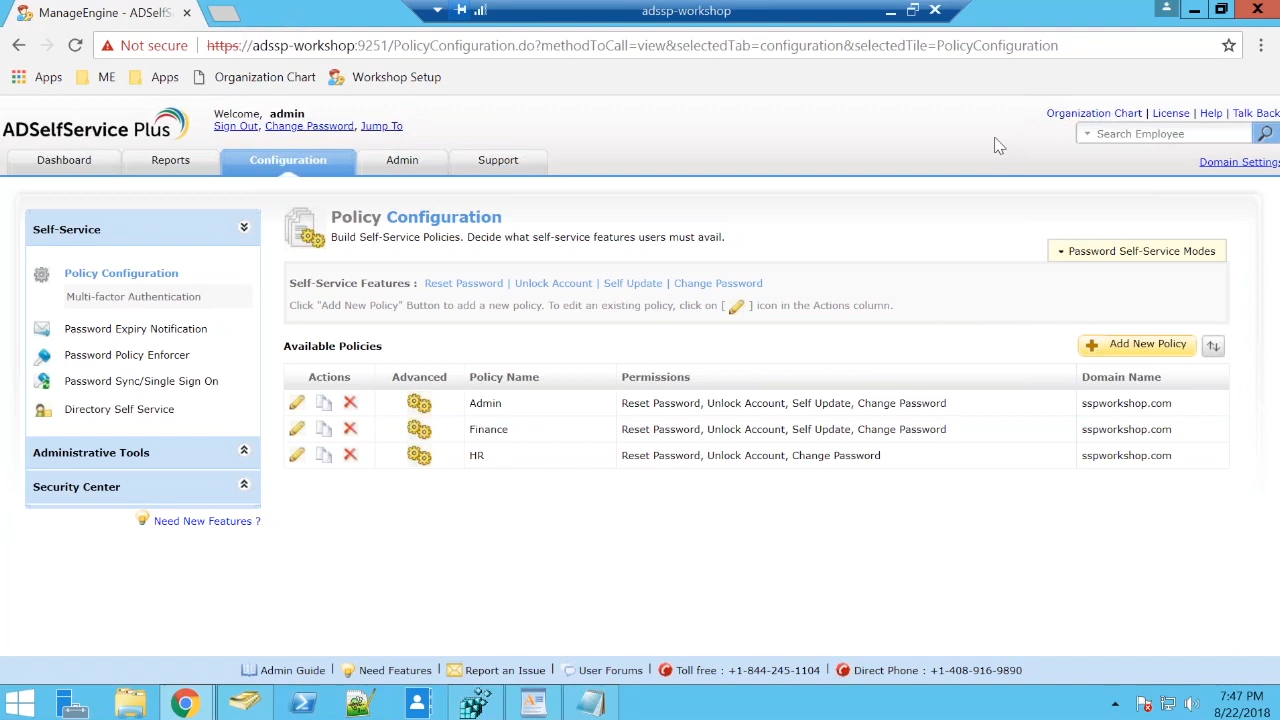 ManageEngine - ADSelfS
adssp-workshop
Not secure
https://adssp-workshop:9251/PolicyConfiguration.do?methodToCall=view&selectedTab=configuration&selectedTile=PolicyConfiguration
Apps
ME
Apps
Organization Chart
Workshop Setup
ADSelfService Plus
Welcome, admin
Sign Out, Change Password, Jump To
Organization Chart | License | Help | Talk Back
Search Employee
Dashboard
Reports
Configuration
Admin
Support
Domain Settings
Self-Service
Policy Configuration
Multi-factor Authentication
Password Expiry Notification
Password Policy Enforcer
Password Sync/Single Sign On
Directory Self Service
Administrative Tools
Security Center
Need New Features ?
Policy Configuration
Build Self-Service Policies. Decide what self-service features users must avail.
Password Self-Service Modes
Self-Service Features : Reset Password | Unlock Account | Self Update | Change Password
Click "Add New Policy" Button to add a new policy. To edit an existing policy, click on [ ] icon in the Actions column.
Available Policies
Add New Policy
Actions Advanced Policy Name Permissions Domain Name
Admin Reset Password, Unlock Account, Self Update, Change Password sspworkshop.com
Finance Reset Password, Unlock Account, Self Update, Change Password sspworkshop.com
HR Reset Password, Unlock Account, Change Password sspworkshop.com
Admin Guide | Need Features | Report an Issue | User Forums | Toll free : +1-844-245-1104 | Direct Phone : +1-408-916-9890
7:47 PM
8/22/2018